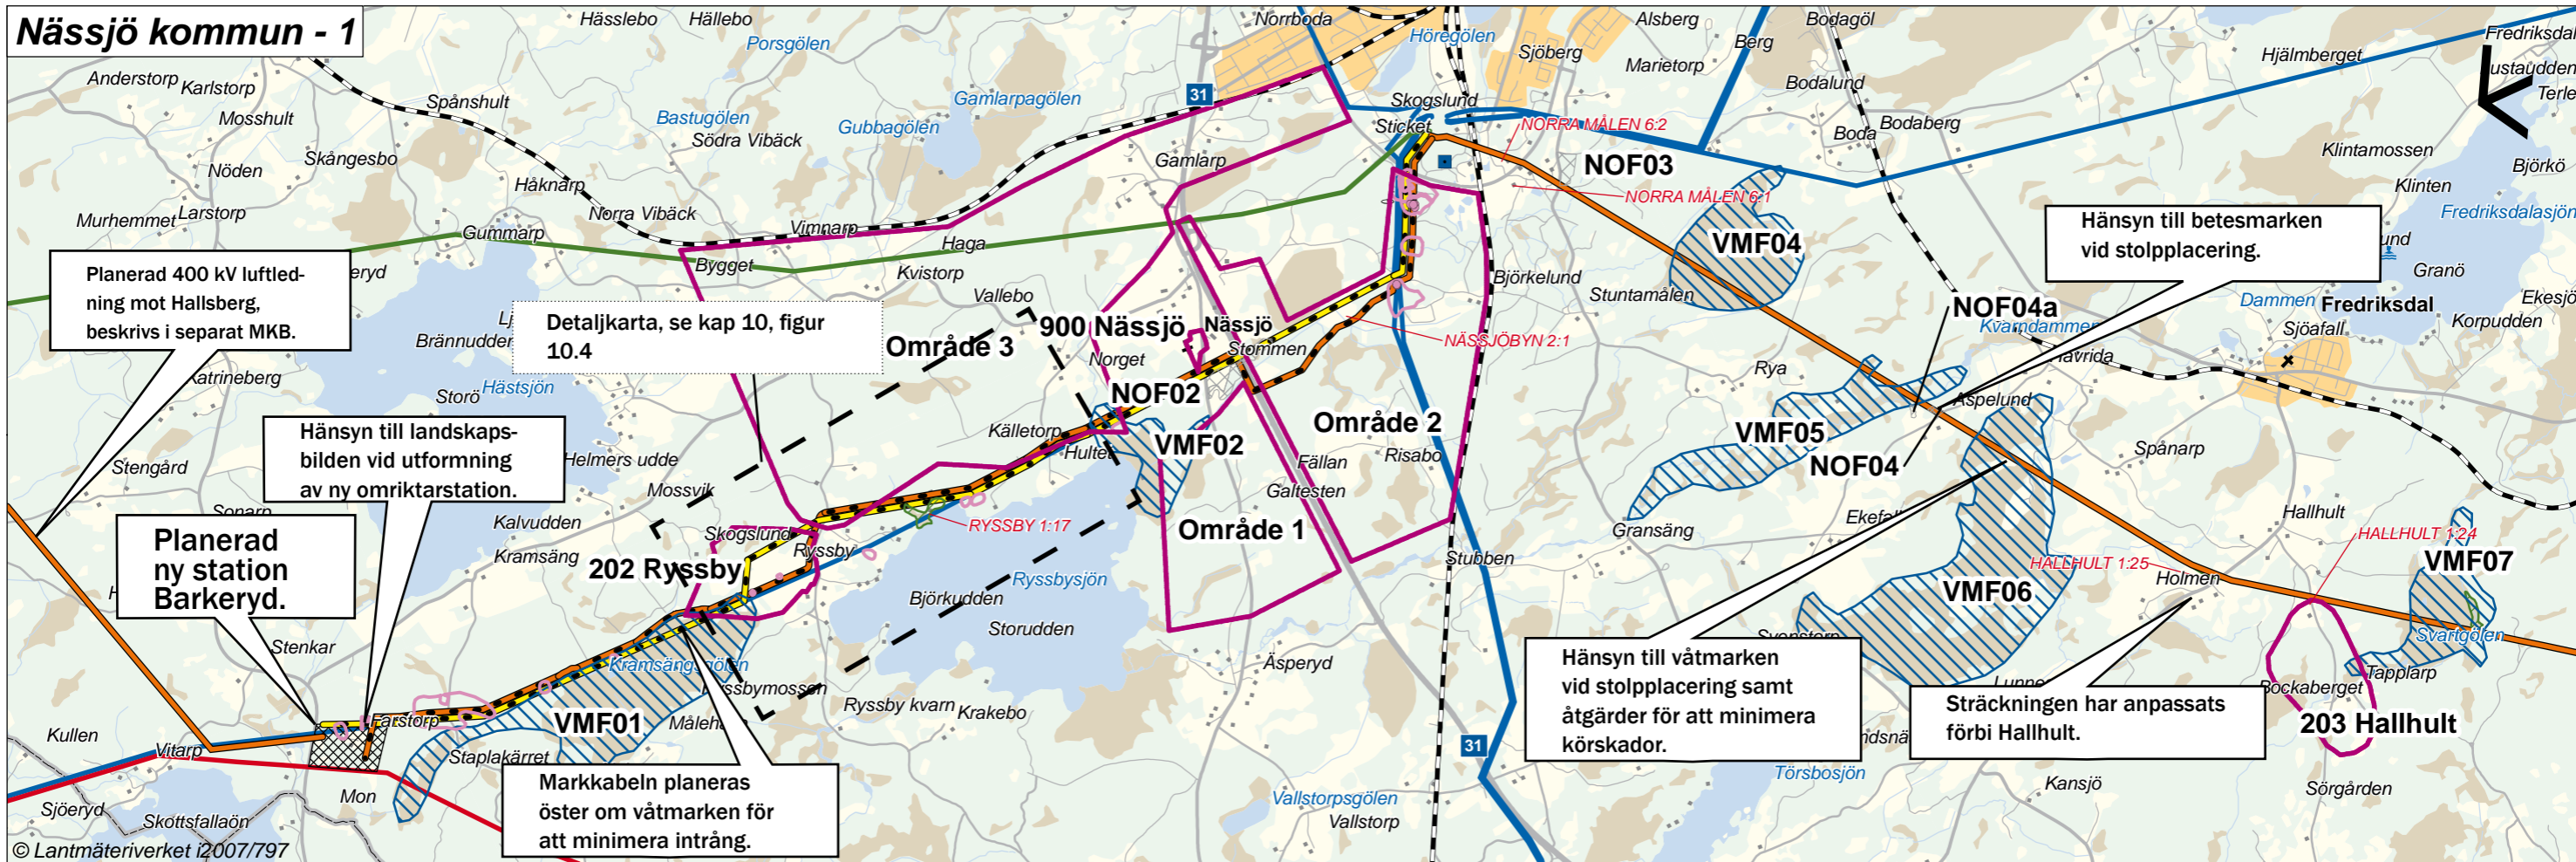 Nässjö kommun - 1
Hässlebo
Hällebo
Porsgölen
Norrboda
Höregölen
Alsberg
Berg
Bodagöl
Sjöberg
Marietorp
Bodalund
Hjälmberget
ustaudden
Anderstorp
Karlstorp
Mosshult
Spånshult
Bastugölen
Södra Vibäck
Gubbagölen
Gamlarpagölen
31
Skogslund
Sticket
NORRA MÅLEN 6:2
Boda
Bodaberg
Klintamossen
Björkö
Nöden
Skångesbo
Håknarp
Gamlarp
NOF03
NORRA MÅLEN 6:1
Klinten
Fredriksdalasjön
Murhemmet
Larstorp
Norra Vibäck
Gummarp
Vimnarp
Haga
Bygget
Kvistorp
Vallebo
VMF04
Björkelund
Stuntamålen
Hänsyn till betesmarken
vid stolpplacering.
Granö
Ekesjö
Dammen
Fredriksdal
Korpudden
Sjöafall
Planerad 400 kV luftled-
ning mot Hallsberg,
beskrivs i separat MKB.
Brännudden
Detaljkarta, se kap 10, figur
10.4
Område 3
900 Nässjö
Nässjö
Stommen
Norget
NÄSSJÖBYN 2:1
NOF04a
Kvarndammen
Katrineberg
Storö
Hästsjön
NOF02
Rya
Aspelund
Hänsyn till landskaps-
bilden vid utformning
av ny omriktarstation.
Källetorp
Hultet
VMF02
Område 2
Risabo
Fällan
Galtesten
VMF05
NOF04
Spånarp
Stengård
Helmers udde
Mossvik
Sonarp
Kalvudden
Kramsäng
Skogslund
Ryssby
RYSSBY 1:17
Område 1
Gransäng
Hallhult
HALLHULT 1:24
Planerad
ny station
Barkeryd.
202 Ryssby
Ryssbysjön
Björkudden
Storudden
Stubben
VMF06
HALLHULT 1:25
Holmen
VMF07
Svartgölen
Stenkar
Kramsängsgölen
Äsperyd
Hänsyn till våtmarken
vid stolpplacering samt
åtgärder för att minimera
körskador.
Sträckningen har anpassats
förbi Hallhult.
Bockaberget
Tapplarp
203 Hallhult
Farstorp
VMF01
Ryssby kvarn
Krakebo
Kullen
Vitarp
Staplakärret
31
Markkabeln planeras
öster om våtmarken för
att minimera intrång.
Törsbosjön
Kansjö
Sörgården
Sjöeryd
Mon
Skottsfallaön
Vallstorpsgölen
Vallstorp
© Lantmäteriverket i2007/797